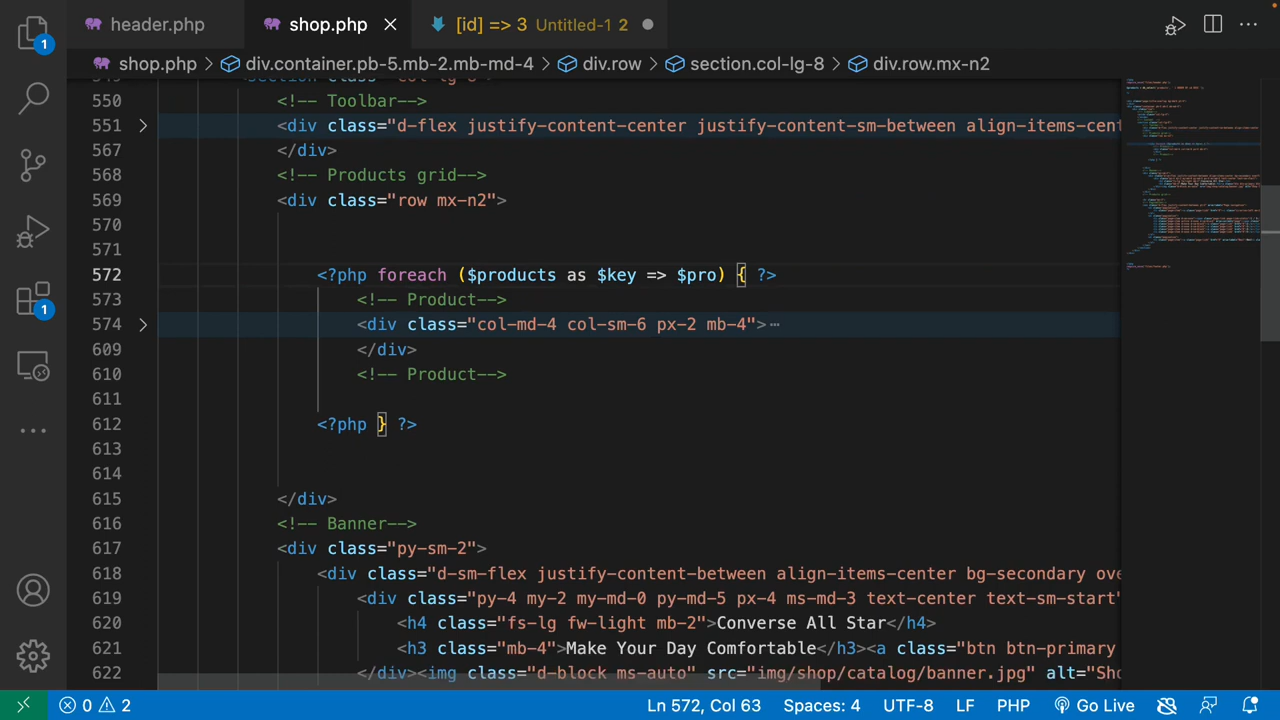 header.php
shop.php
[id] => 3 Untitled-1 2
shop.php > div.container.pb-5.mb-2.mb-md-4 > div.row > section.col-lg-8 > div.row.mx-n2
550 <!-- Toolbar-->
551 <div class="d-flex justify-content-center justify-content-sm-between align-items-cent
567 </div>
568 <!-- Products grid-->
569 <div class="row mx-n2">
570
571
572 <?php foreach ($products as $key => $pro) { ?>
573 <!-- Product-->
574 <div class="col-md-4 col-sm-6 px-2 mb-4">⋯
609 </div>
610 <!-- Product-->
611
612 <?php } ?>
613
614
615 </div>
616 <!-- Banner-->
617 <div class="py-sm-2">
618 <div class="d-sm-flex justify-content-between align-items-center bg-secondary ove
619 <div class="py-4 my-2 my-md-0 py-md-5 px-4 ms-md-3 text-center text-sm-start"
620 <h4 class="fs-lg fw-light mb-2">Converse All Star</h4>
621 <h3 class="mb-4">Make Your Day Comfortable</h3><a class="btn btn-primary
622 </div><img class="d-block ms-auto" src="img/shop/catalog/banner.jpg" alt="Sho
1
1
0 2
Ln 572, Col 63
Spaces: 4
UTF-8
LF
PHP
Go Live